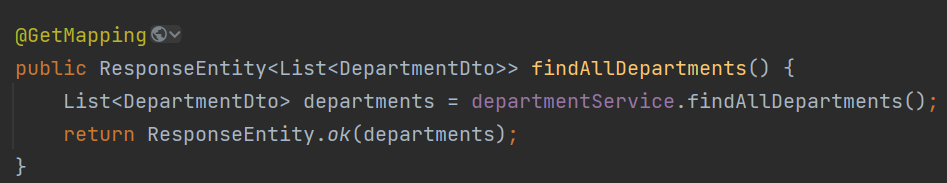 @GetMapping
public ResponseEntity<List<DepartmentDto>> findAllDepartments() {
    List<DepartmentDto> departments = departmentService.findAllDepartments();
    return ResponseEntity.ok(departments);
}